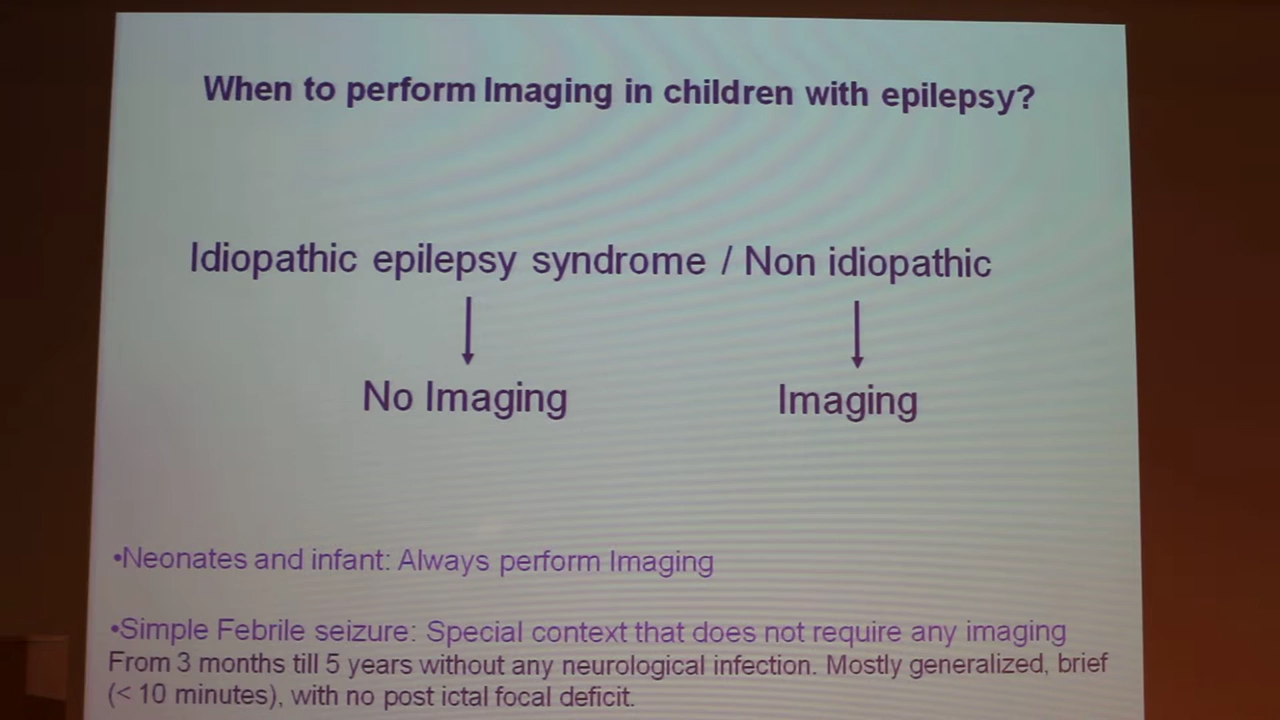 When to perform Imaging in children with epilepsy?
Idiopathic epilepsy syndrome / Non idiopathic
No Imaging Imaging
•Neonates and infant: Always perform Imaging
•Simple Febrile seizure: Special context that does not require any imaging
From 3 months till 5 years without any neurological infection. Mostly generalized, brief
(< 10 minutes), with no post ictal focal deficit.